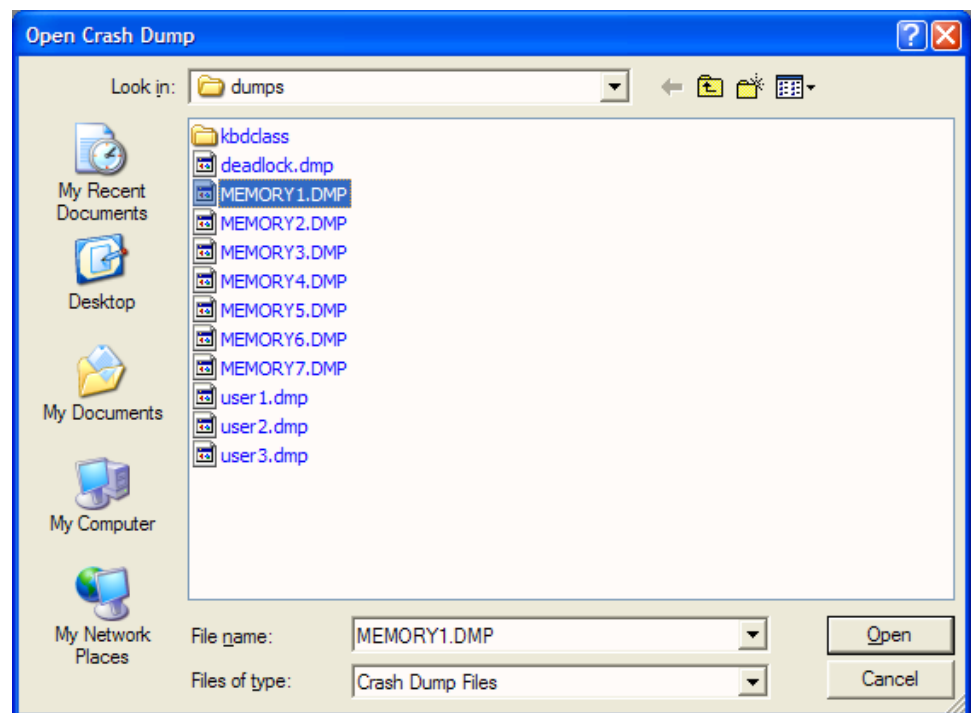 Open Crash Dump
Look in:
dumps
My Recent
Documents
Desktop
My Documents
My Computer
My Network
Places
kbdclass
deadlock.dmp
MEMORY1.DMP
MEMORY2.DMP
MEMORY3.DMP
MEMORY4.DMP
MEMORY5.DMP
MEMORY6.DMP
MEMORY7.DMP
user1.dmp
user2.dmp
user3.dmp
File name:
MEMORY1.DMP
Open
Files of type:
Crash Dump Files
Cancel